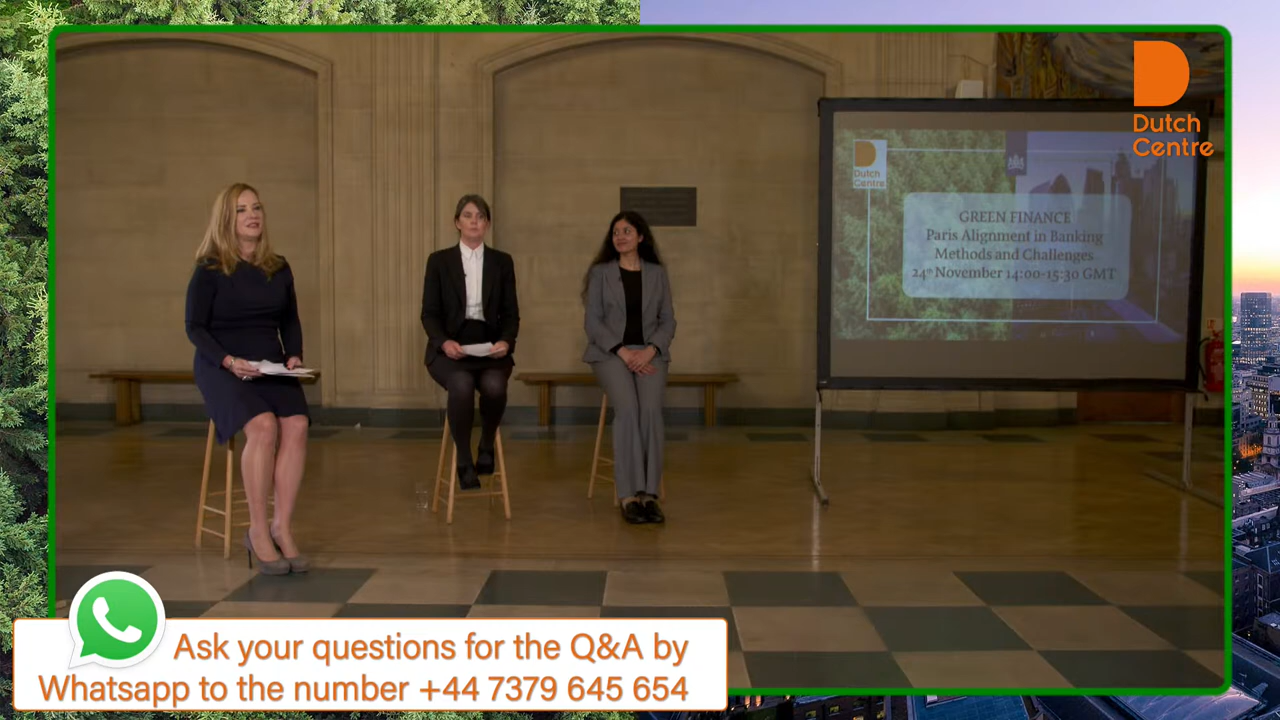 Dutch
Centre
Dutch
Centre
GREEN FINANCE
Paris Alignment in Banking
Methods and Challenges
24th November 14:00-15:30 GMT
Ask your questions for the Q&A by
Whatsapp to the number +44 7379 645 654